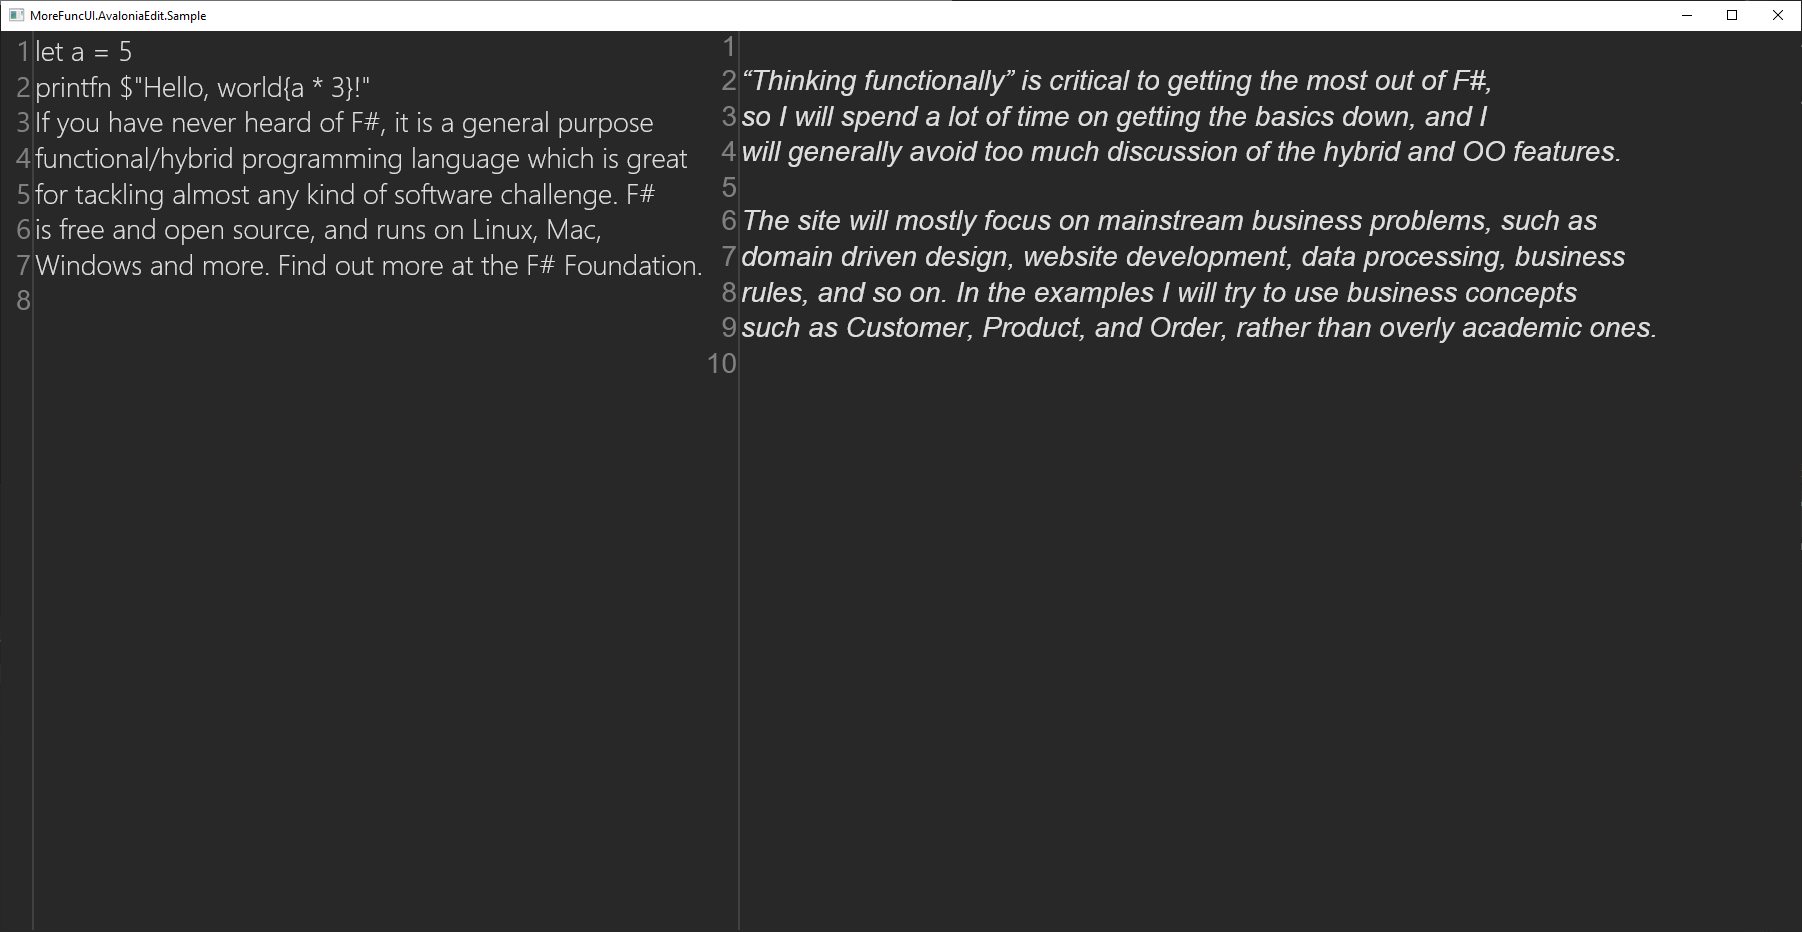 MoreFuncUI.AvaloniaEdit.Sample
1 let a = 5
2 printfn $"Hello, world{a * 3}!"
3 If you have never heard of F#, it is a general purpose
4 functional/hybrid programming language which is great
5 for tackling almost any kind of software challenge. F#
6 is free and open source, and runs on Linux, Mac,
7 Windows and more. Find out more at the F# Foundation.
8
1
2 “Thinking functionally” is critical to getting the most out of F#,
3 so I will spend a lot of time on getting the basics down, and I
4 will generally avoid too much discussion of the hybrid and OO features.
5
6 The site will mostly focus on mainstream business problems, such as
7 domain driven design, website development, data processing, business
8 rules, and so on. In the examples I will try to use business concepts
9 such as Customer, Product, and Order, rather than overly academic ones.
10